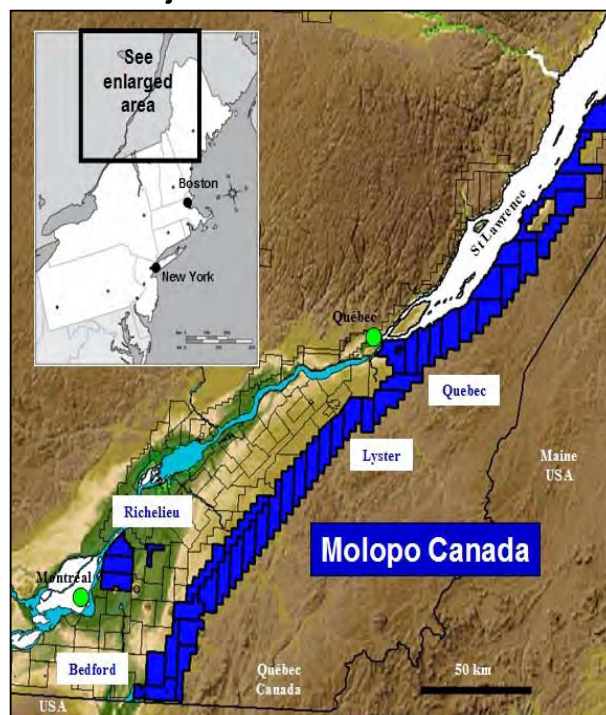 See
enlarged
area
Boston
New York
St Lawrence
Québec
Quebec
Lyster
Maine
USA
Richelieu
Molopo Canada
Montréal
Bedford
Québec
Canada
50 km
USA